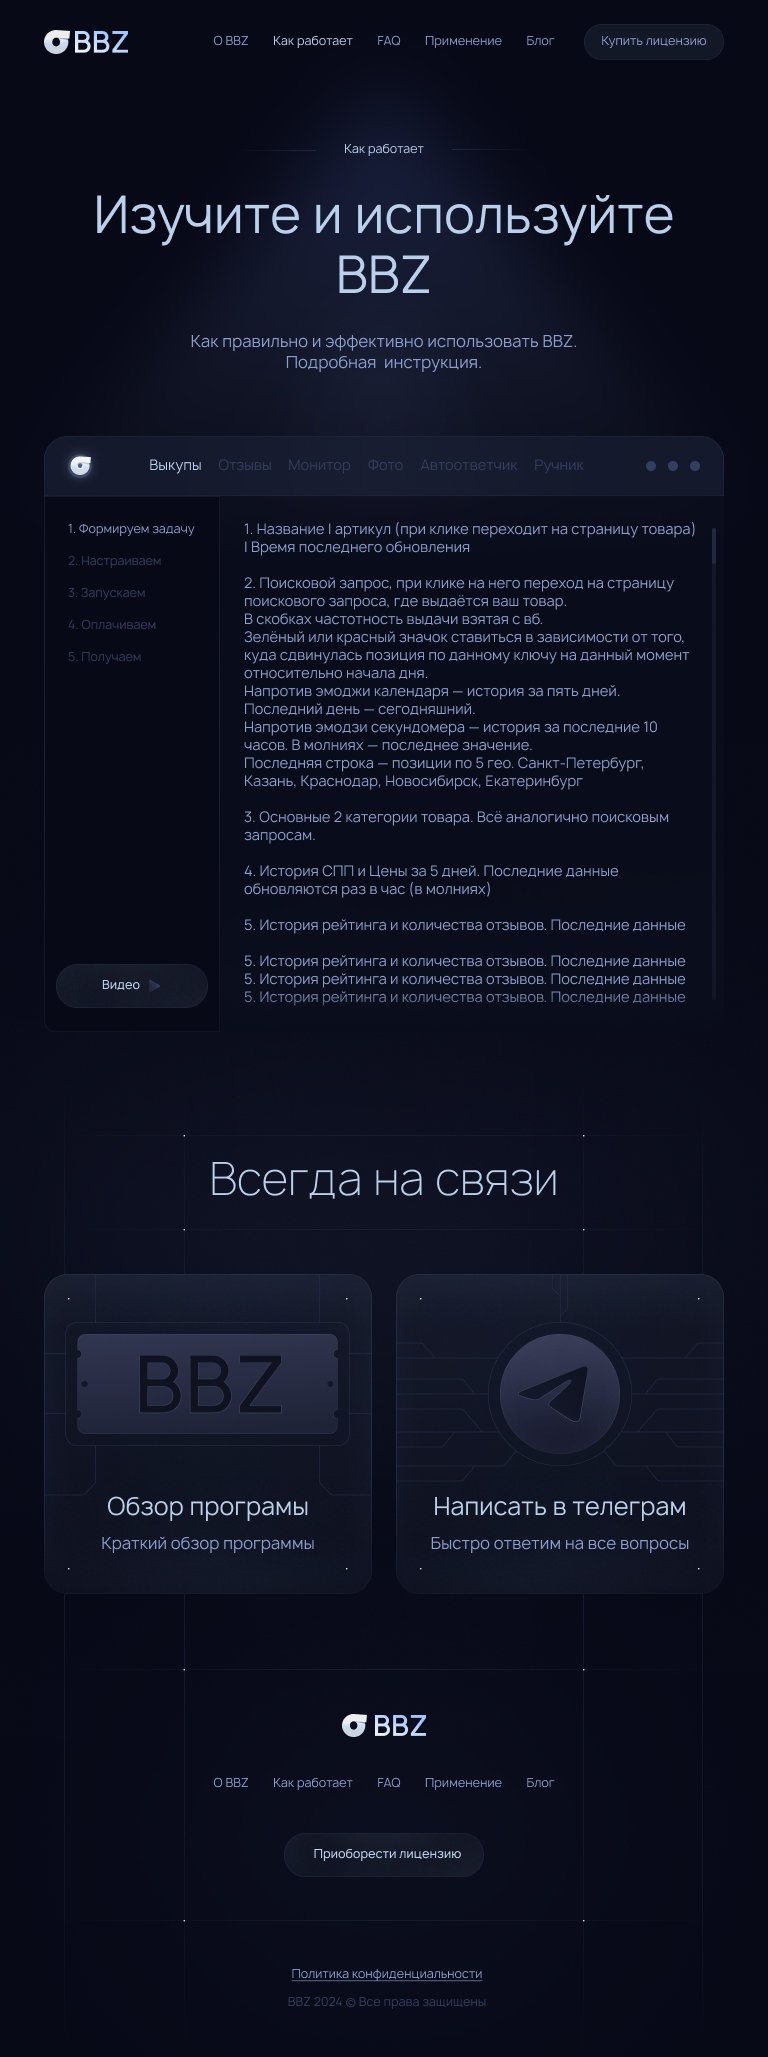 BBZ
О BBZ Как работает FAQ Применение Блог Купить лицензию
Как работает
Изучите и используйте
BBZ
Как правильно и эффективно использовать BBZ.
Подробная инструкция.
Выкупы Отзывы Монитор Фото Автоответчик Ручник
1. Формируем задачу
2. Настраиваем
3. Запускаем
4. Оплачиваем
5. Получаем
Видео
1. Название I артикул (при клике переходит на страницу товара)
I Время последнего обновления
2. Поисковой запрос, при клике на него переход на страницу
поискового запроса, где выдаётся ваш товар.
В скобках частотность выдачи взятая с вб.
Зелёный или красный значок ставиться в зависимости от того,
куда сдвинулась позиция по данному ключу на данный момент
относительно начала дня.
Напротив эмоджи календаря — история за пять дней.
Последний день — сегодняшний.
Напротив эмодзи секундомера — история за последние 10
часов. В молниях — последнее значение.
Последняя строка — позиции по 5 гео. Санкт-Петербург,
Казань, Краснодар, Новосибирск, Екатеринбург
3. Основные 2 категории товара. Всё аналогично поисковым
запросам.
4. История СПП и Цены за 5 дней. Последние данные
обновляются раз в час (в молниях)
5. История рейтинга и количества отзывов. Последние данные
5. История рейтинга и количества отзывов. Последние данные
5. История рейтинга и количества отзывов. Последние данные
5. История рейтинга и количества отзывов. Последние данные
Всегда на связи
BBZ
Обзор програмы
Краткий обзор программы
Написать в телеграм
Быстро ответим на все вопросы
BBZ
О BBZ Как работает FAQ Применение Блог
Приоборести лицензию
Политика конфиденциальности
BBZ 2024 © Все права защищены